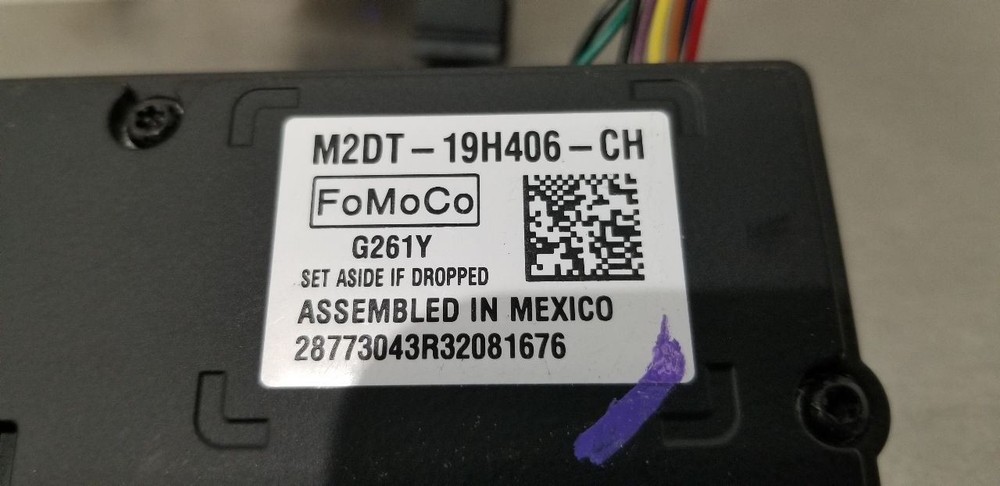 M2DT-19H406-CH
FoMoCo
G261Y
SET ASIDE IF DROPPED
ASSEMBLED IN MEXICO
28773043R32081676